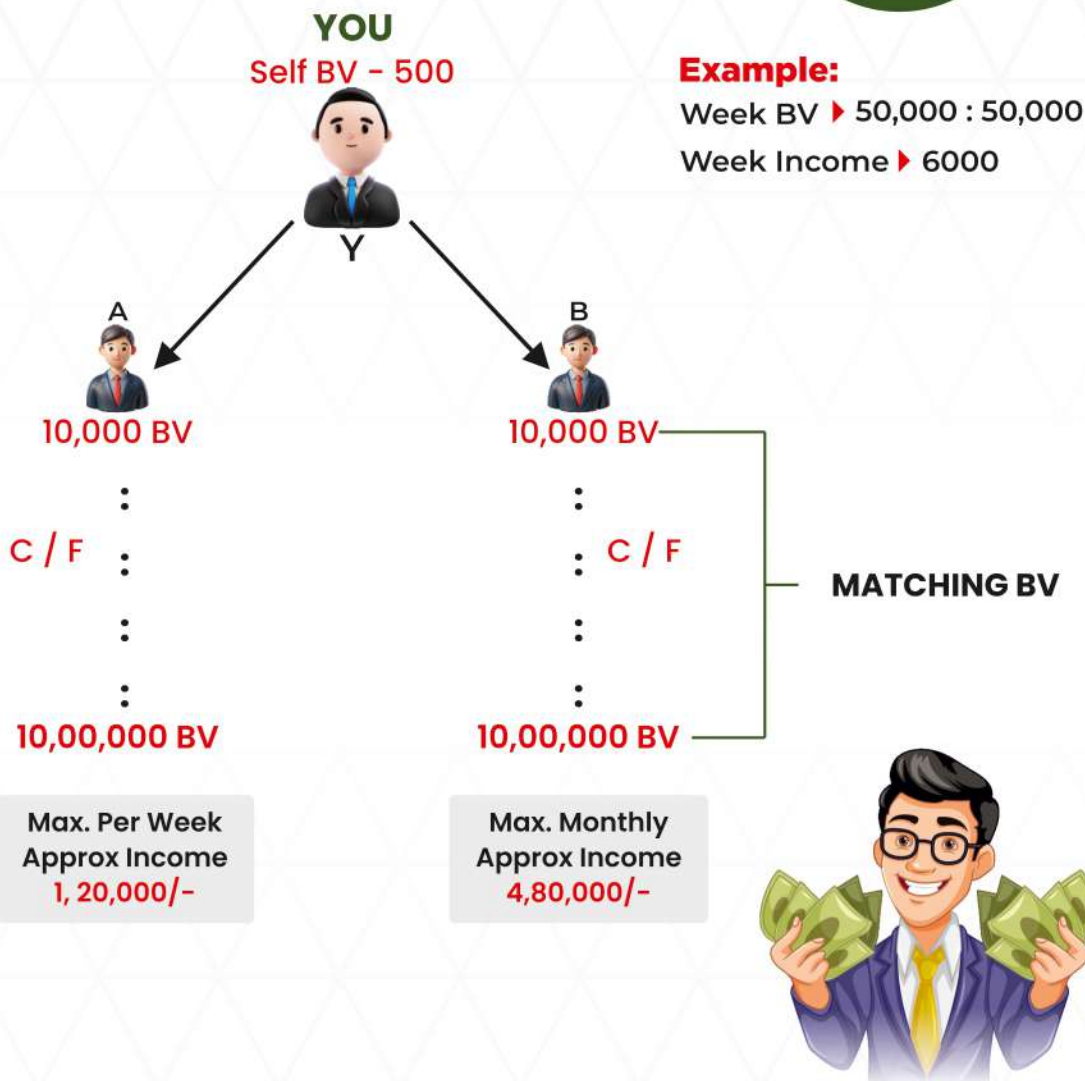 YOU
Self BV - 500
Example:
Week BV 50,000 : 50,000
Week Income 6000
Y
A
B
10,000 BV
10,000 BV
C / F
C / F
MATCHING BV
10,00,000 BV
10,00,000 BV
Max. Per Week
Approx Income
1, 20,000/-
Max. Monthly
Approx Income
4,80,000/-